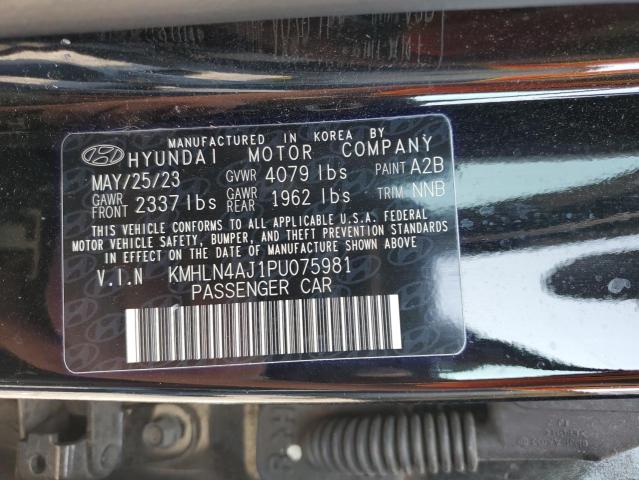 MANUFACTURED IN KOREA BY
HYUNDAI MOTOR COMPANY
MAY/25/23 GVWR 4079 lbs PAINT A2B
GAWR FRONT 2337 lbs GAWR REAR 1962 lbs TRIM NNB
THIS VEHICLE CONFORMS TO ALL APPLICABLE U.S.A. FEDERAL
MOTOR VEHICLE SAFETY, BUMPER, AND THEFT PREVENTION STANDARDS
IN EFFECT ON THE DATE OF MANUFACTURE SHOWN ABOVE.
V.I.N KMHLN4AJ1PU075981
PASSENGER CAR